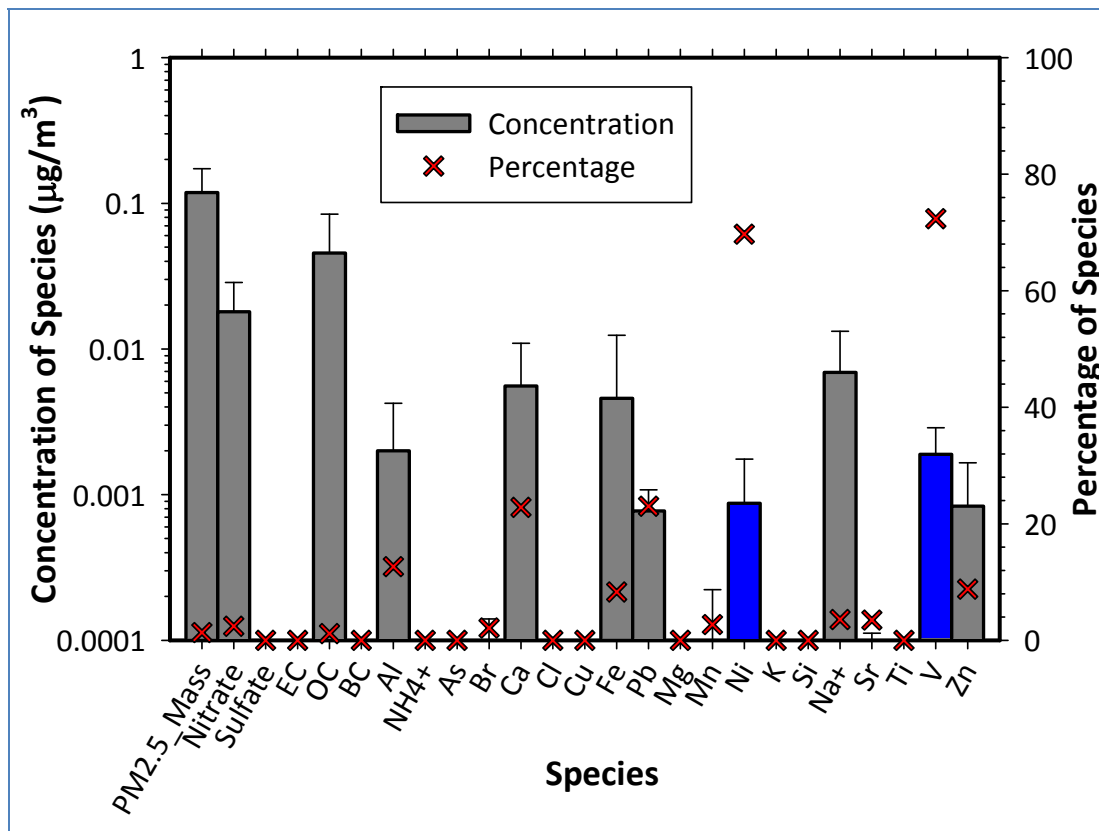 1
0.1
0.01
0.001
0.0001
Concentration of Species (μg/m³)
100
80
60
40
20
0
Percentage of Species
Concentration
Percentage
PM2.5_Mass
Nitrate
Sulfate
EC
OC
BC
Al
NH4+
As
Br
Ca
Cl
Cu
Fe
Pb
Mg
Mn
Ni
K
Si
Na+
Sr
Ti
V
Zn
Species